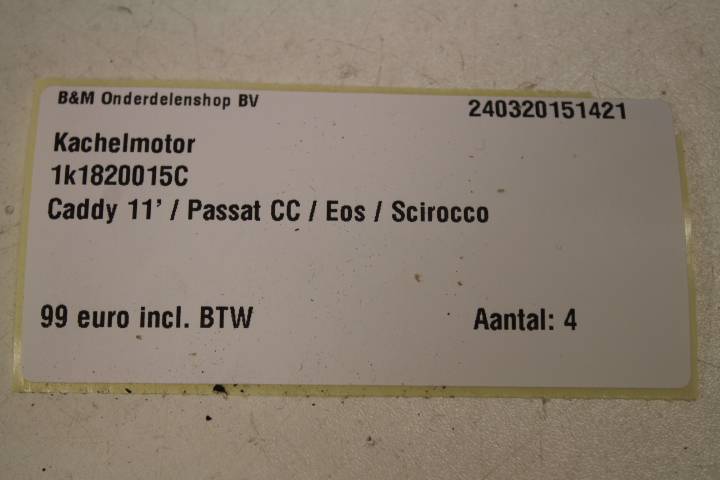 B&M Onderdelenshop BV
240320151421
Kachelmotor
1k1820015C
Caddy 11' / Passat CC / Eos / Scirocco
99 euro incl. BTW
Aantal: 4